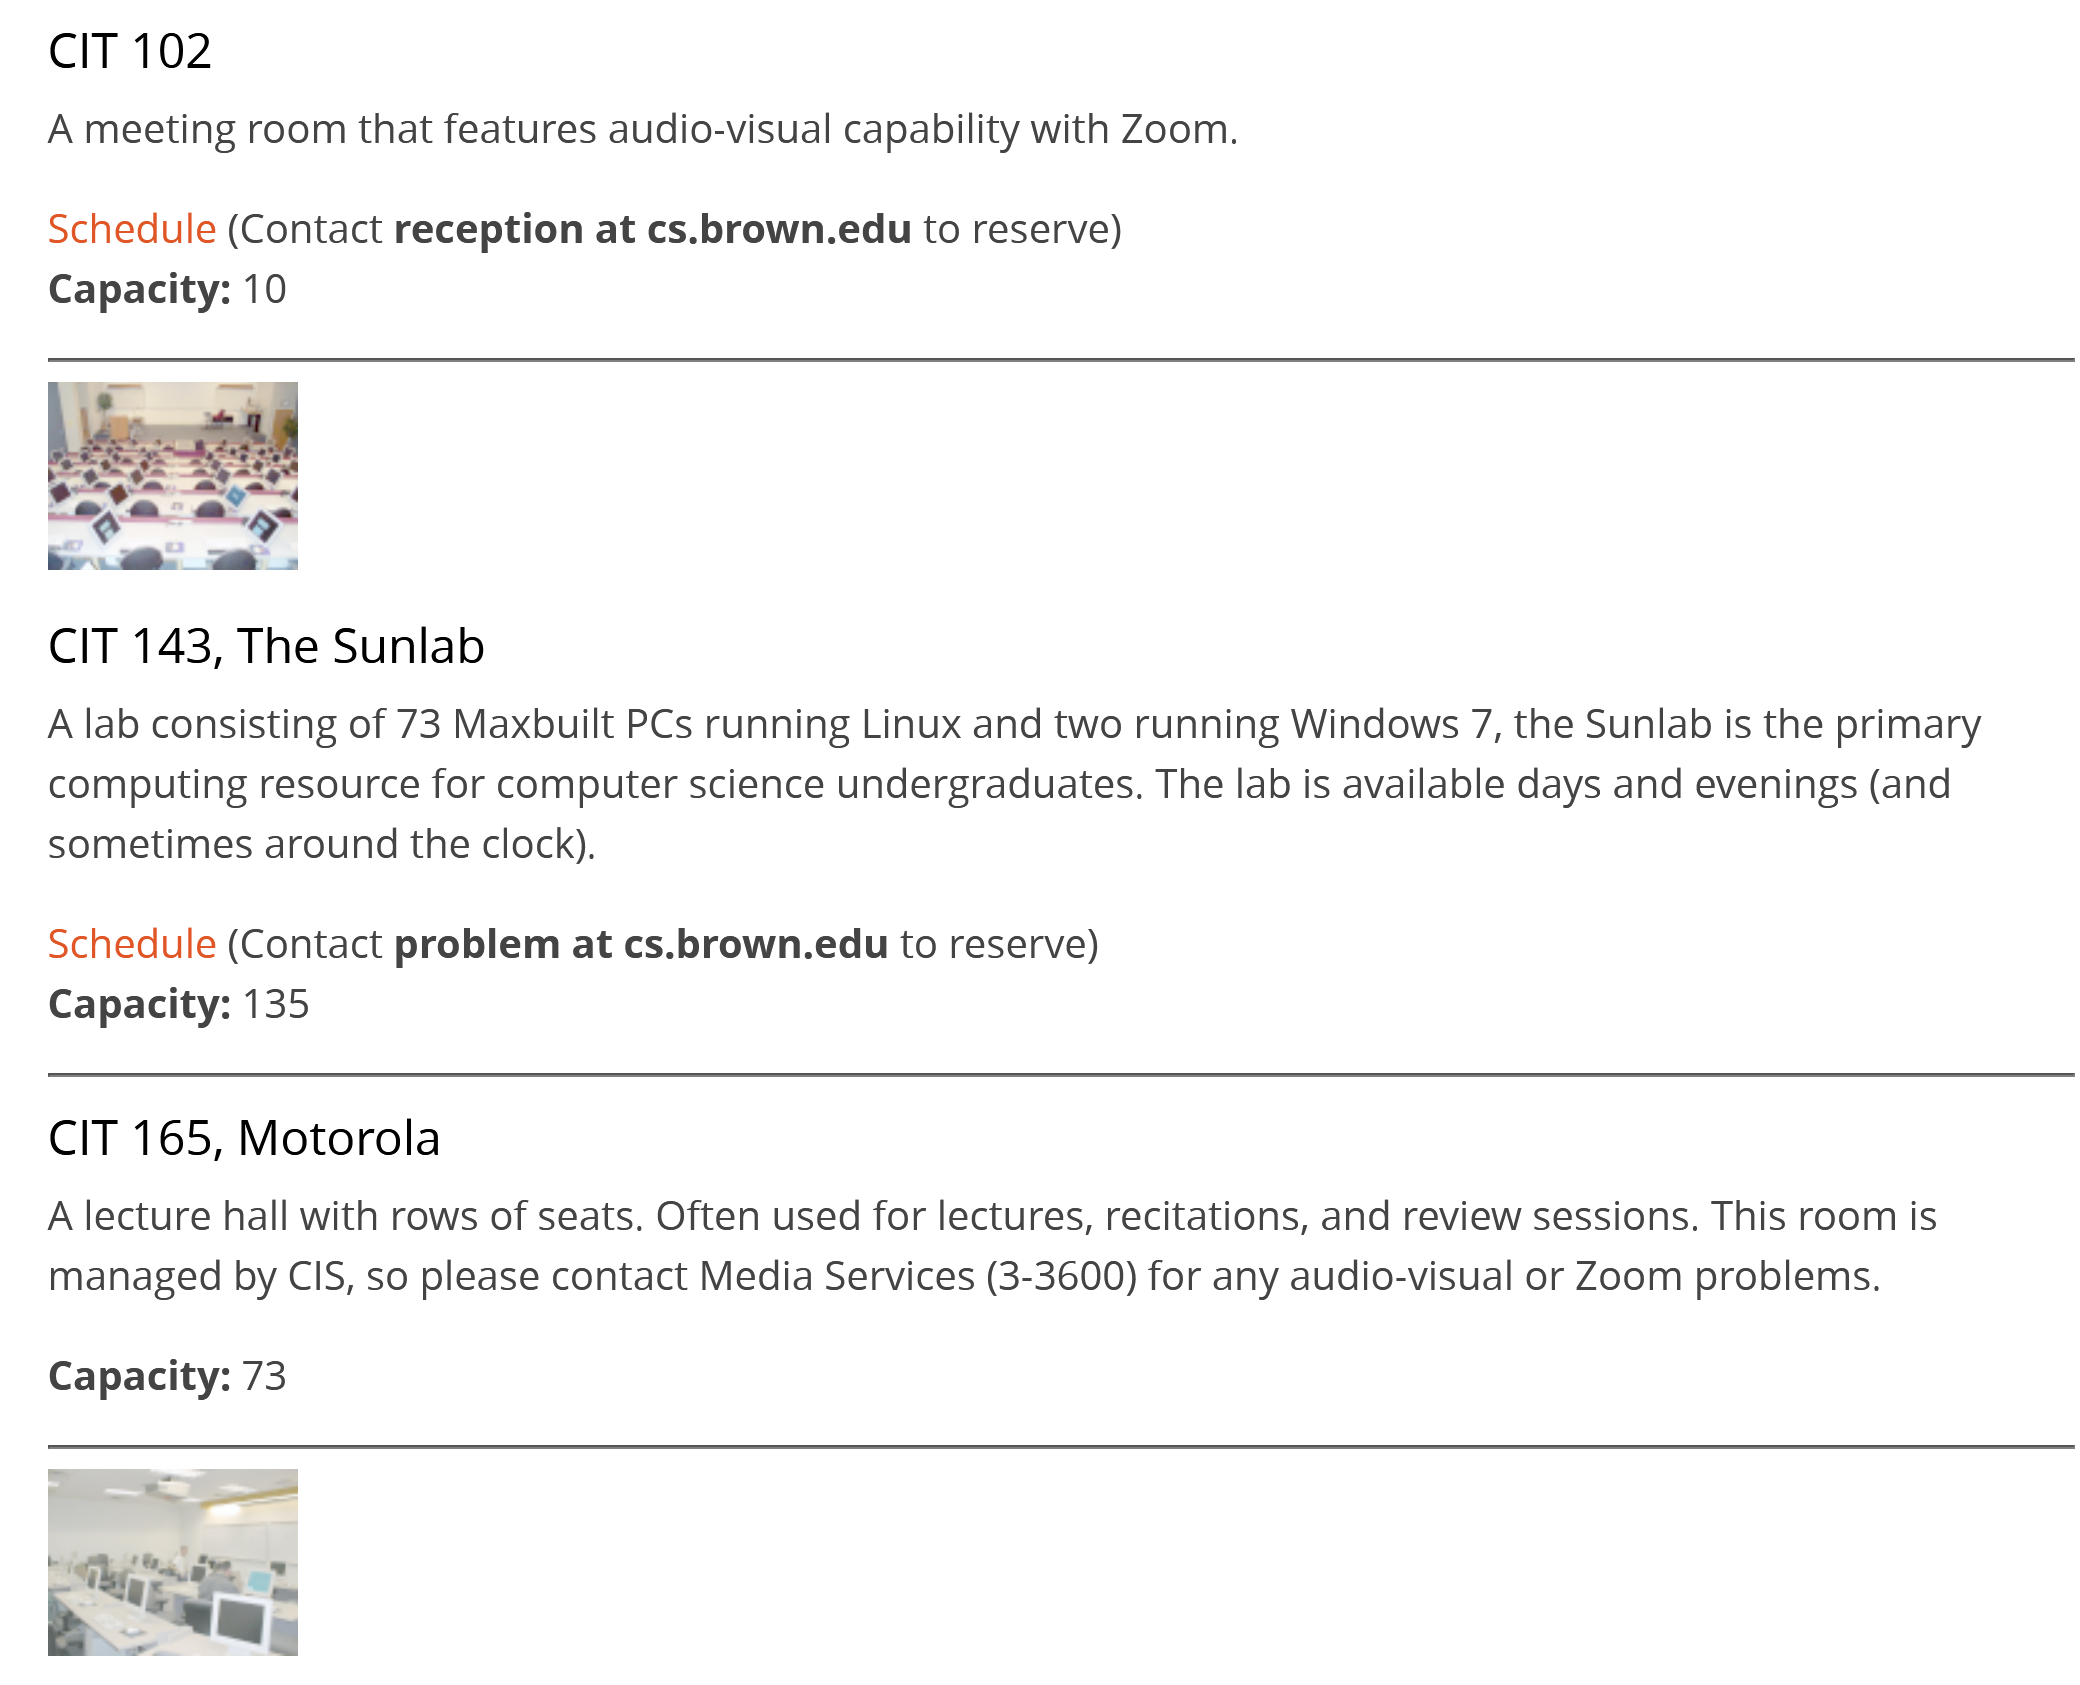 CIT 102
A meeting room that features audio-visual capability with Zoom.
Schedule (Contact reception at cs.brown.edu to reserve)
Capacity: 10
CIT 143, The Sunlab
A lab consisting of 73 Maxbuilt PCs running Linux and two running Windows 7, the Sunlab is the primary
computing resource for computer science undergraduates. The lab is available days and evenings (and
sometimes around the clock).
Schedule (Contact problem at cs.brown.edu to reserve)
Capacity: 135
CIT 165, Motorola
A lecture hall with rows of seats. Often used for lectures, recitations, and review sessions. This room is
managed by CIS, so please contact Media Services (3-3600) for any audio-visual or Zoom problems.
Capacity: 73